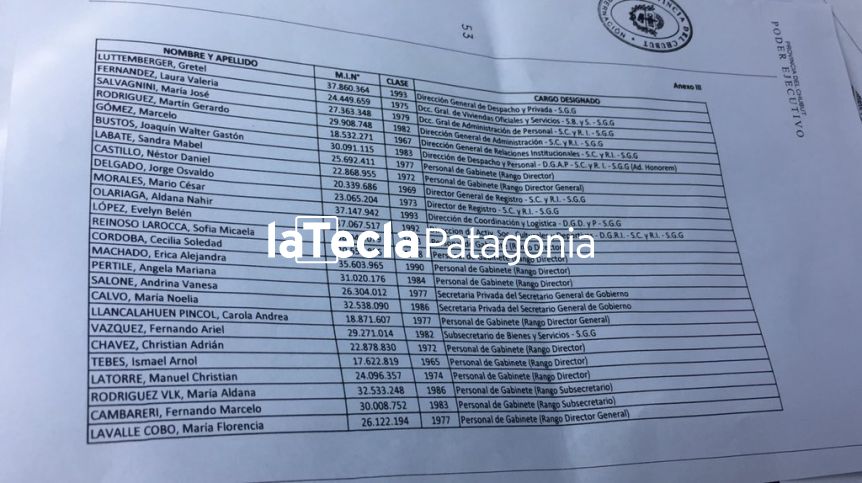 PROVINCIA DEL CHUBUT
PODER EJECUTIVO
53
Anexo III
NOMBRE Y APELLIDO M.I.N° CLASE CARGO DESIGNADO
LUTTEMBERGER, Gretel 37.860.364 1993 Dirección General de Despacho y Privada - S.G.G
FERNANDEZ, Laura Valeria 24.449.659 1975 Dcc. Gral. de Viviendas Oficiales y Servicios - S.B. y S. - S.G.G
SALVAGNINI, María José 27.363.348 1979 Dcc. Gral de Administración de Personal - S.C. y R.I. - S.G.G
RODRIGUEZ, Martín Gerardo 29.908.748 1982 Dirección General de Administración - S.C. y R.I. - S.G.G
GÓMEZ, Marcelo 18.532.271 1967 Dirección General de Relaciones Institucionales - S.C. y R.I. - S.G.G
BUSTOS, Joaquín Walter Gastón 30.091.115 1983 Dirección de Despacho y Personal - D.G.A.P - S.C. y R. I. - S.G.G (Ad. Honorem)
LABATE, Sandra Mabel 25.692.411 1977 Personal de Gabinete (Rango Director)
CASTILLO, Néstor Daniel 22.868.955 1972 Personal de Gabinete (Rango Director General)
DELGADO, Jorge Osvaldo 20.339.686 1969 Director General de Registro - S.C. y R.I. - S.G.G
MORALES, Mario César 23.065.204 1973 Director de Registro - S.C. y R.I. - S.G.G
OLARIAGA, Aldana Nahir 37.147.942 1993 Dirección de Coordinación y Logística - D.G.D. y P - S.G.G
LÓPEZ, Evelyn Belén 37.067.517 1992 de Activ. - D.G.R.I. - S.C. y R.I. - S.G.G
REINOSO LAROCCA, Sofia Micaela
CORDOBA, Cecilia Soledad Personal de Gabinete (Rango Director)
MACHADO, Erica Alejandra 35.603.965 1990 Personal de Gabinete (Rango Director)
PERTILE, Angela Mariana 31.020.176 1984 Personal de Gabinete (Rango Director)
SALONE, Andrina Vanesa 26.304.012 1977 Secretaria Privada del Secretario General de Gobierno
CALVO, María Noelia 32.538.090 1986 Secretaria Privada del Secretario General de Gobierno
LLANCALAHUEN PINCOL, Carola Andrea 18.871.607 1977 Personal de Gabinete (Rango Director General)
VAZQUEZ, Fernando Ariel 29.271.014 1982 Subsecretario de Bienes y Servicios - S.G.G
CHAVEZ, Christian Adrián 22.878.830 1972 Personal de Gabinete (Rango Director)
TEBES, Ismael Arnol 17.622.819 1965 Personal de Gabinete (Rango Director)
LATORRE, Manuel Christian 24.096.357 1974 Personal de Gabinete (Rango Director)
RODRIGUEZ VLK, María Aldana 32.533.248 1986 Personal de Gabinete (Rango Subsecretario)
CAMBARERI, Fernando Marcelo 30.008.752 1983 Personal de Gabinete (Rango Subsecretario)
LAVALLE COBO, María Florencia 26.122.194 1977 Personal de Gabinete (Rango Director General)
laTeclaPatagonia